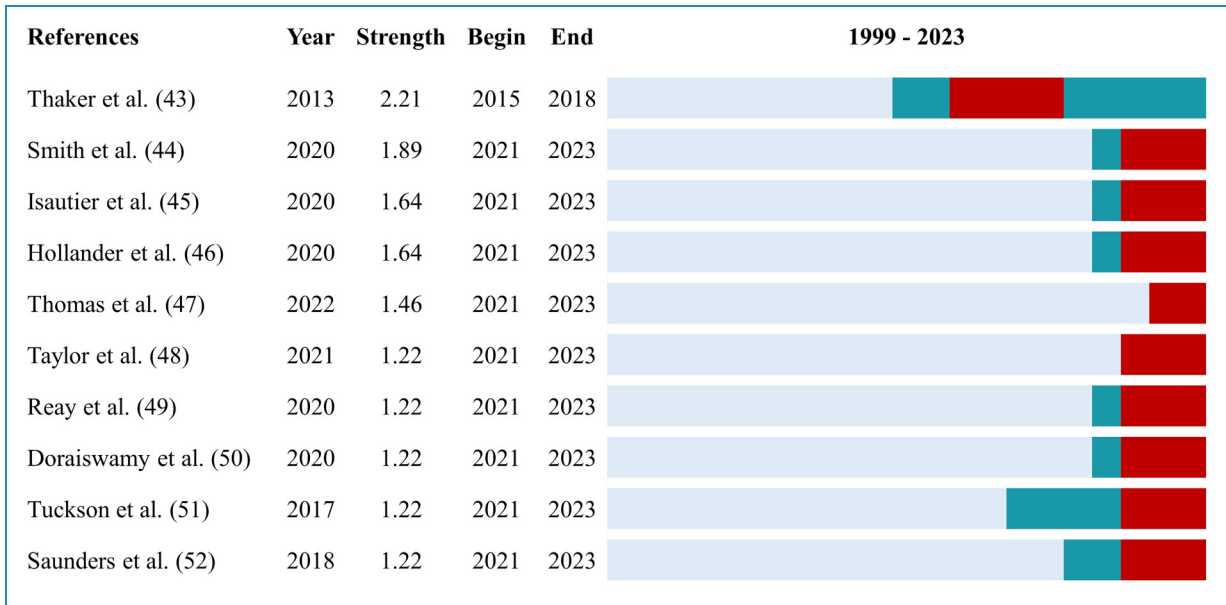 References Year Strength Begin End 1999 - 2023
Thaker et al. (43) 2013 2.21 2015 2018
Smith et al. (44) 2020 1.89 2021 2023
Isautier et al. (45) 2020 1.64 2021 2023
Hollander et al. (46) 2020 1.64 2021 2023
Thomas et al. (47) 2022 1.46 2021 2023
Taylor et al. (48) 2021 1.22 2021 2023
Reay et al. (49) 2020 1.22 2021 2023
Doraiswamy et al. (50) 2020 1.22 2021 2023
Tuckson et al. (51) 2017 1.22 2021 2023
Saunders et al. (52) 2018 1.22 2021 2023